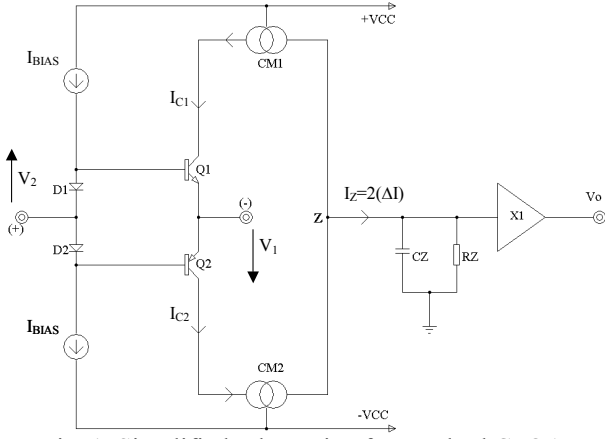 +VCC
IBIAS
CM1
IC1
V2
Q1
D1
(+)
(-)
Z
IZ=2(ΔI)
X1
Vo
D2
Q2
V1
CZ
RZ
IBIAS
IC2
CM2
-VCC